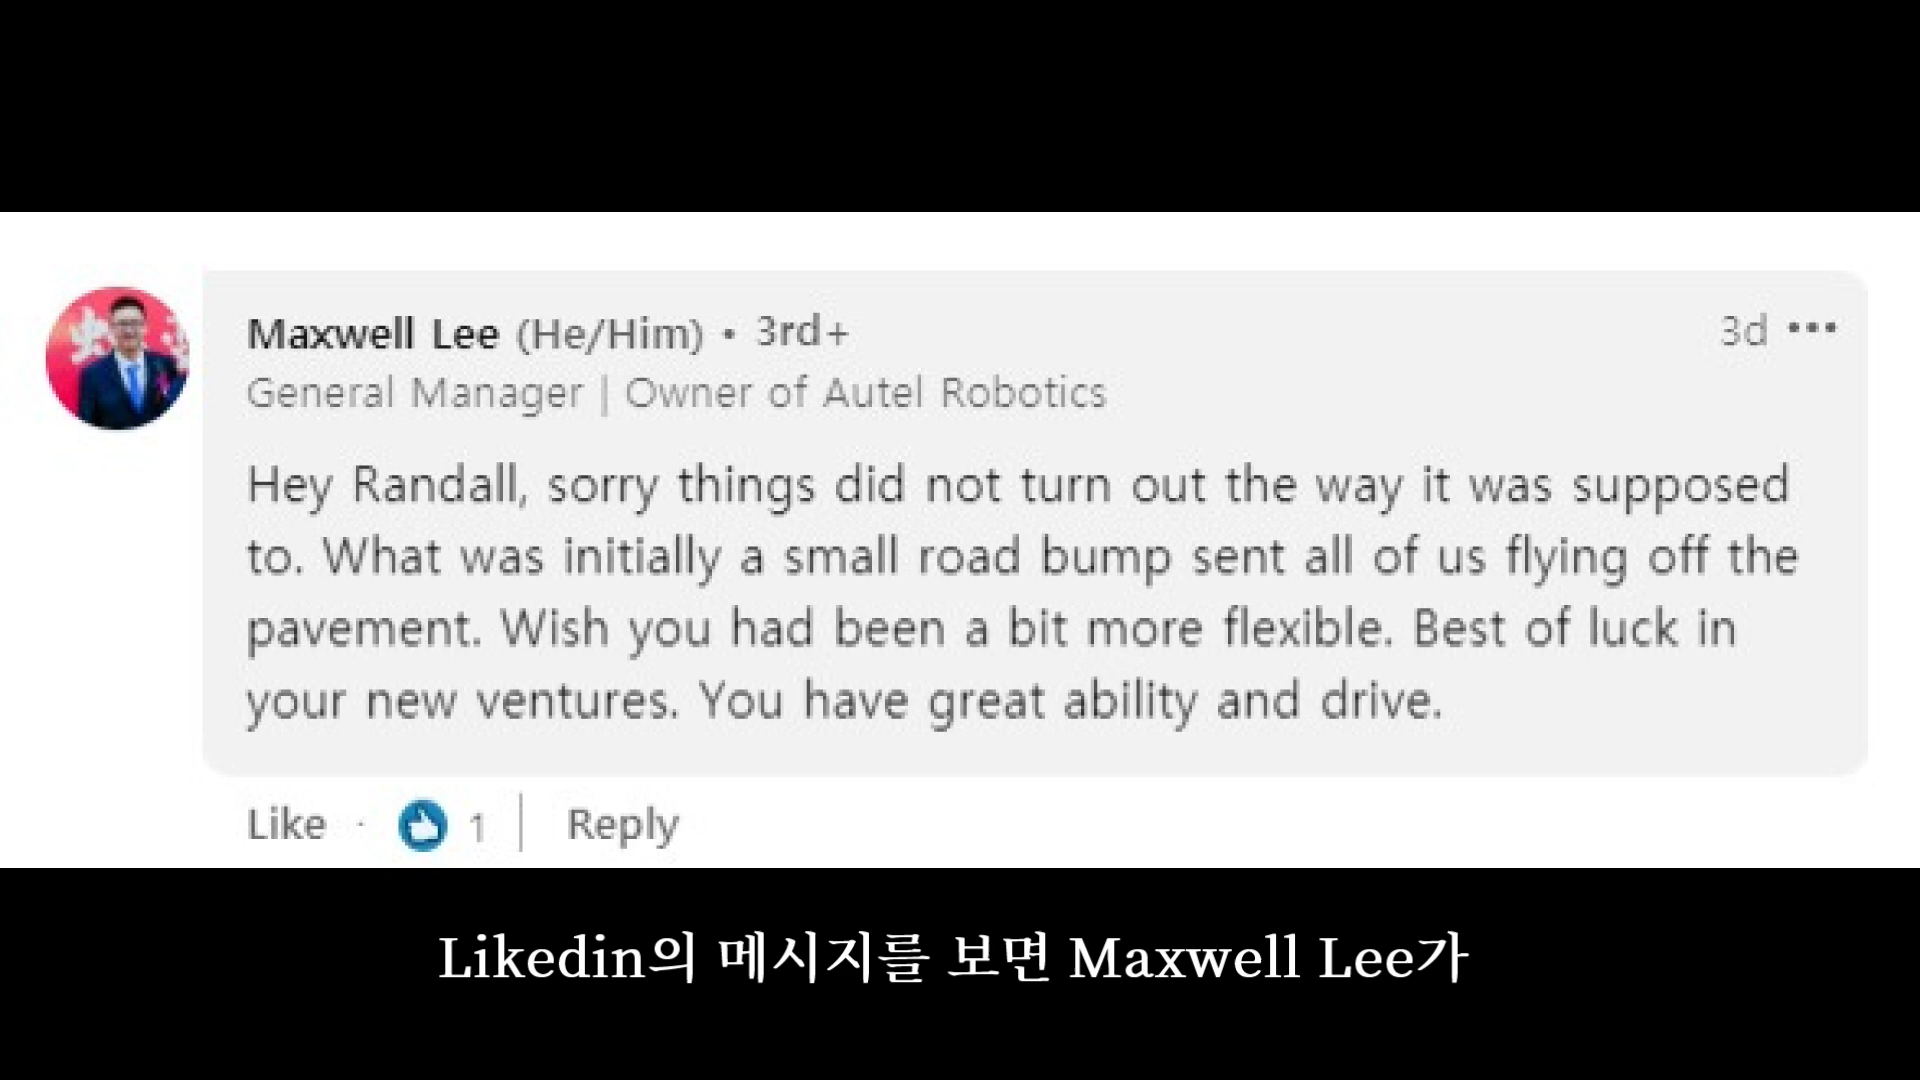 Maxwell Lee (He/Him) • 3rd+
3d •••
General Manager | Owner of Autel Robotics
Hey Randall, sorry things did not turn out the way it was supposed
to. What was initially a small road bump sent all of us flying off the
pavement. Wish you had been a bit more flexible. Best of luck in
your new ventures. You have great ability and drive.
Like · 1 | Reply
Likedin의 메시지를 보면 Maxwell Lee가